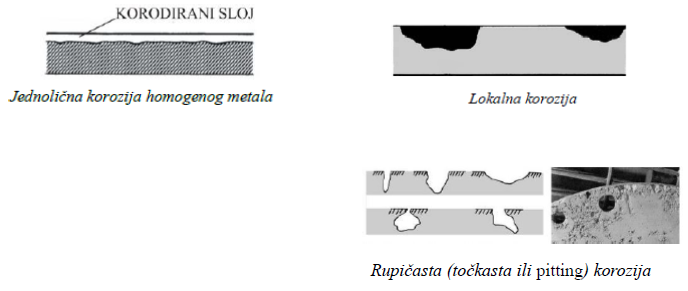 KORODIRANI SLOJ
Jednolična korozija homogenog metala
Lokalna korozija
Rupičasta (točkasta ili pitting) korozija